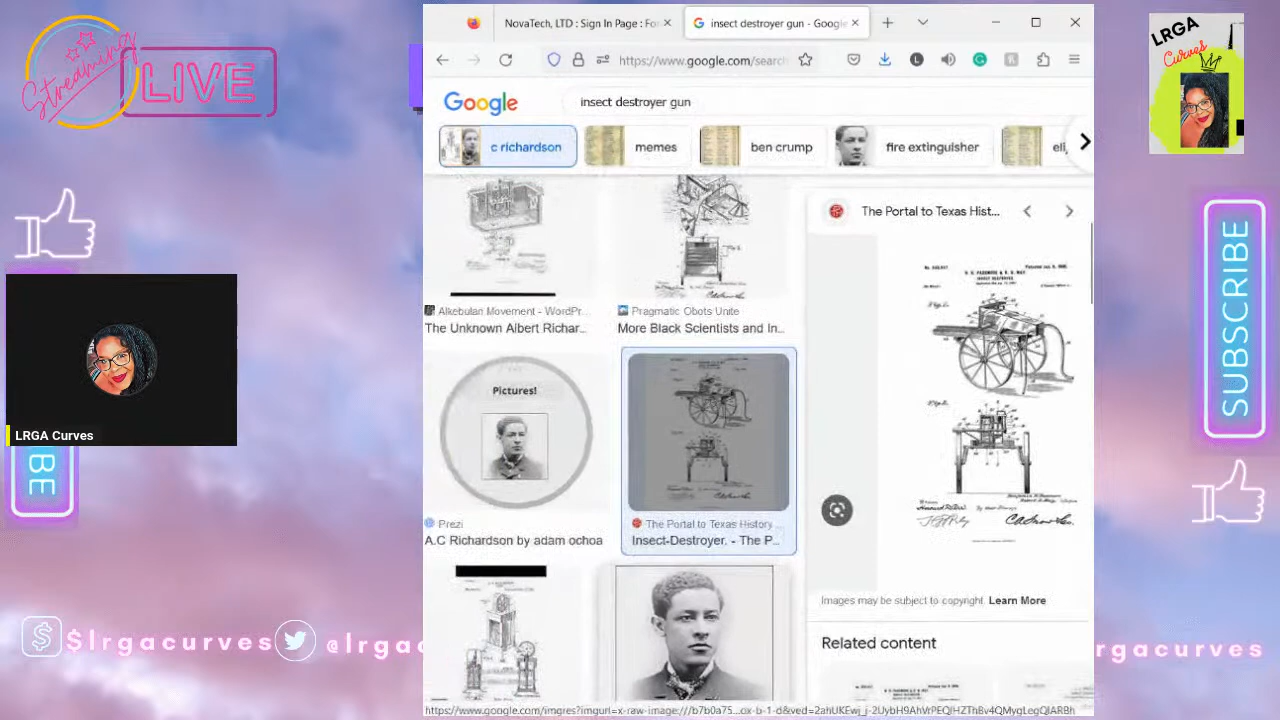 Streaming
LIVE
LRGA
Curves
NovaTech, LTD : Sign In Page : Fo
insect destroyer gun - Google
https://www.google.com/search
Google
insect destroyer gun
c richardson
memes
ben crump
fire extinguisher
eli
The Portal to Texas Hist...
Alkebulan Movement - WordPr...
The Unknown Albert Richar...
Pragmatic Obots Unite
More Black Scientists and In...
Pictures!
Prezi
A.C Richardson by adam ochoa
The Portal to Texas History
Insect-Destroyer. - The P...
Images may be subject to copyright. Learn More
Related content
LRGA Curves
BE
SUBSCRIBE
$lrgacurves
@lrgac
rgacurves